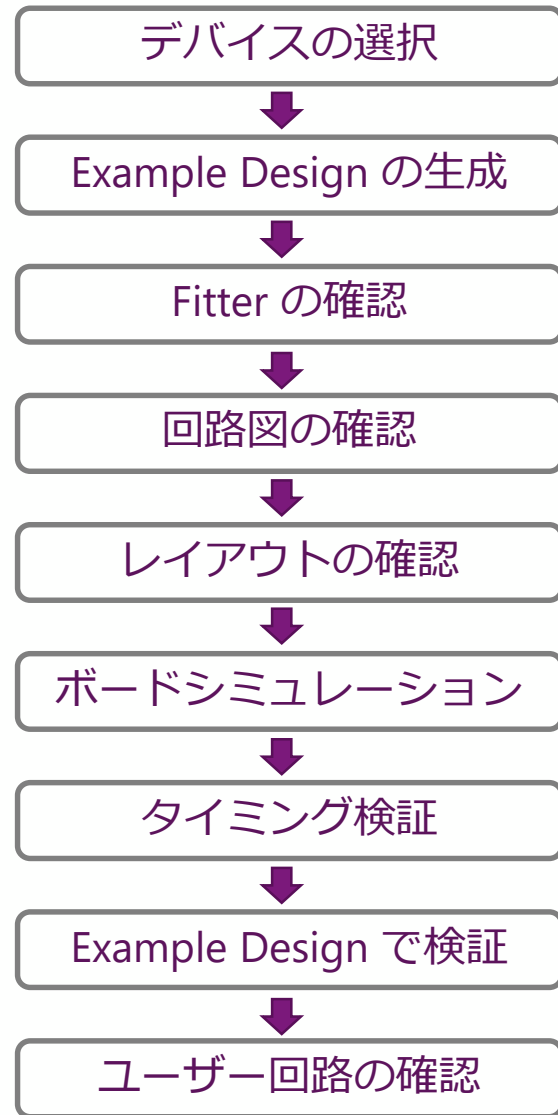 デバイスの選択
Example Design の生成
Fitter の確認
回路図の確認
レイアウトの確認
ボードシミュレーション
タイミング検証
Example Design で検証
ユーザー回路の確認